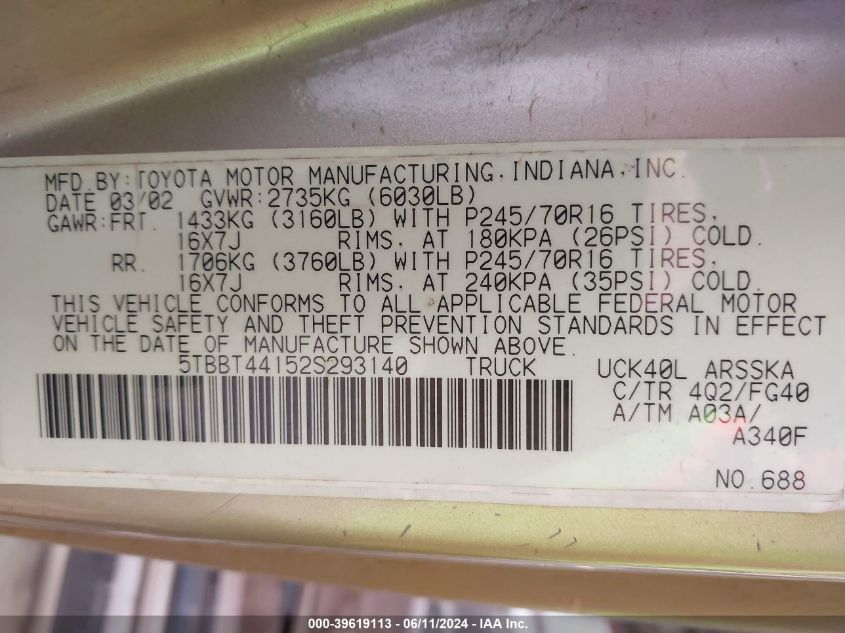 MFD.BY:TOYOTA MOTOR MANUFACTURING,INDIANA,INC.
DATE 03/02 GVWR:2735KG (6030LB)
GAWR:FRT. 1433KG (3160LB) WITH P245/70R16 TIRES,
16X7J RIMS, AT 180KPA (26PSI) COLD.
RR. 1706KG (3760LB) WITH P245/70R16 TIRES,
16X7J RIMS, AT 240KPA (35PSI) COLD.
THIS VEHICLE CONFORMS TO ALL APPLICABLE FEDERAL MOTOR
VEHICLE SAFETY AND THEFT PREVENTION STANDARDS IN EFFECT
ON THE DATE OF MANUFACTURE SHOWN ABOVE.
5TBBT44152S293140 TRUCK UCK40L ARSSKA
C/TR 4Q2/FG40
A/TM A03A/
A340F
NO.688
000-39619113 - 06/11/2024 - IAA Inc.